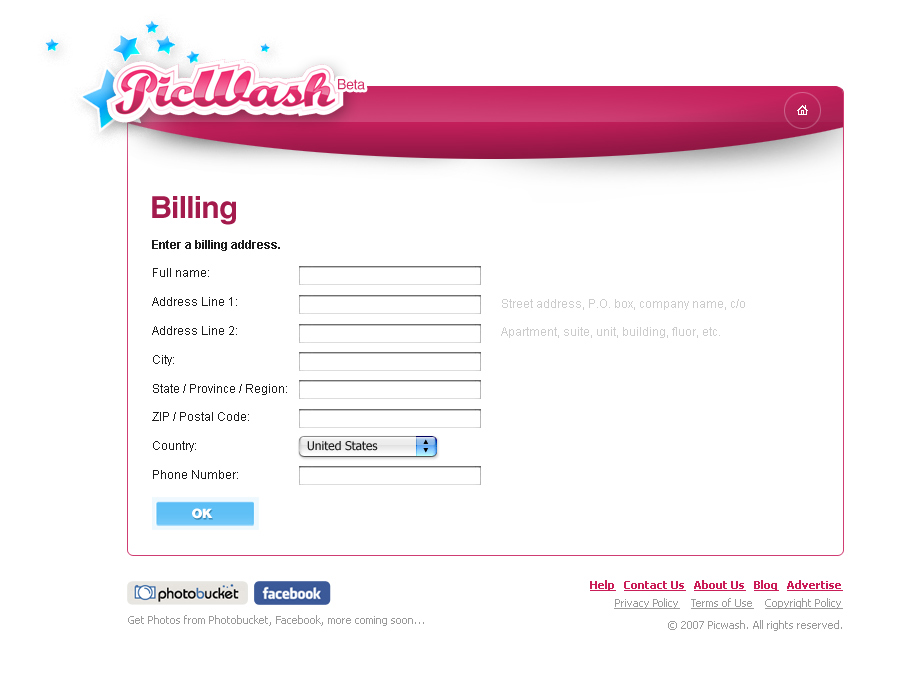 PicWash Beta
Billing
Enter a billing address.
Full name:
Address Line 1: Street address, P.O. box, company name, c/o
Address Line 2: Apartment, suite, unit, building, fluor, etc.
City:
State / Province / Region:
ZIP / Postal Code:
Country: United States
Phone Number:
OK
photobucket facebook
Help Contact Us About Us Blog Advertise
Privacy Policy Terms of Use Copyright Policy
Get Photos from Photobucket, Facebook, more coming soon...
© 2007 Picwash. All rights reserved.